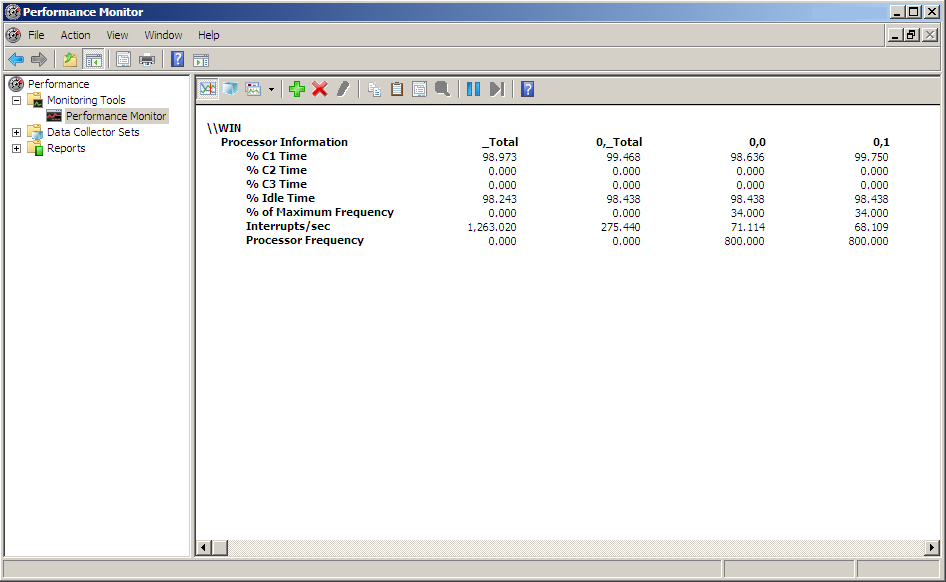 Performance Monitor
File Action View Window Help
Performance
Monitoring Tools
Performance Monitor
Data Collector Sets
Reports
\\WIN
Processor Information _Total 0,_Total 0,0 0,1
% C1 Time 98.973 99.468 98.636 99.750
% C2 Time 0.000 0.000 0.000 0.000
% C3 Time 0.000 0.000 0.000 0.000
% Idle Time 98.243 98.438 98.438 98.438
% of Maximum Frequency 0.000 0.000 34.000 34.000
Interrupts/sec 1,263.020 275.440 71.114 68.109
Processor Frequency 0.000 0.000 800.000 800.000